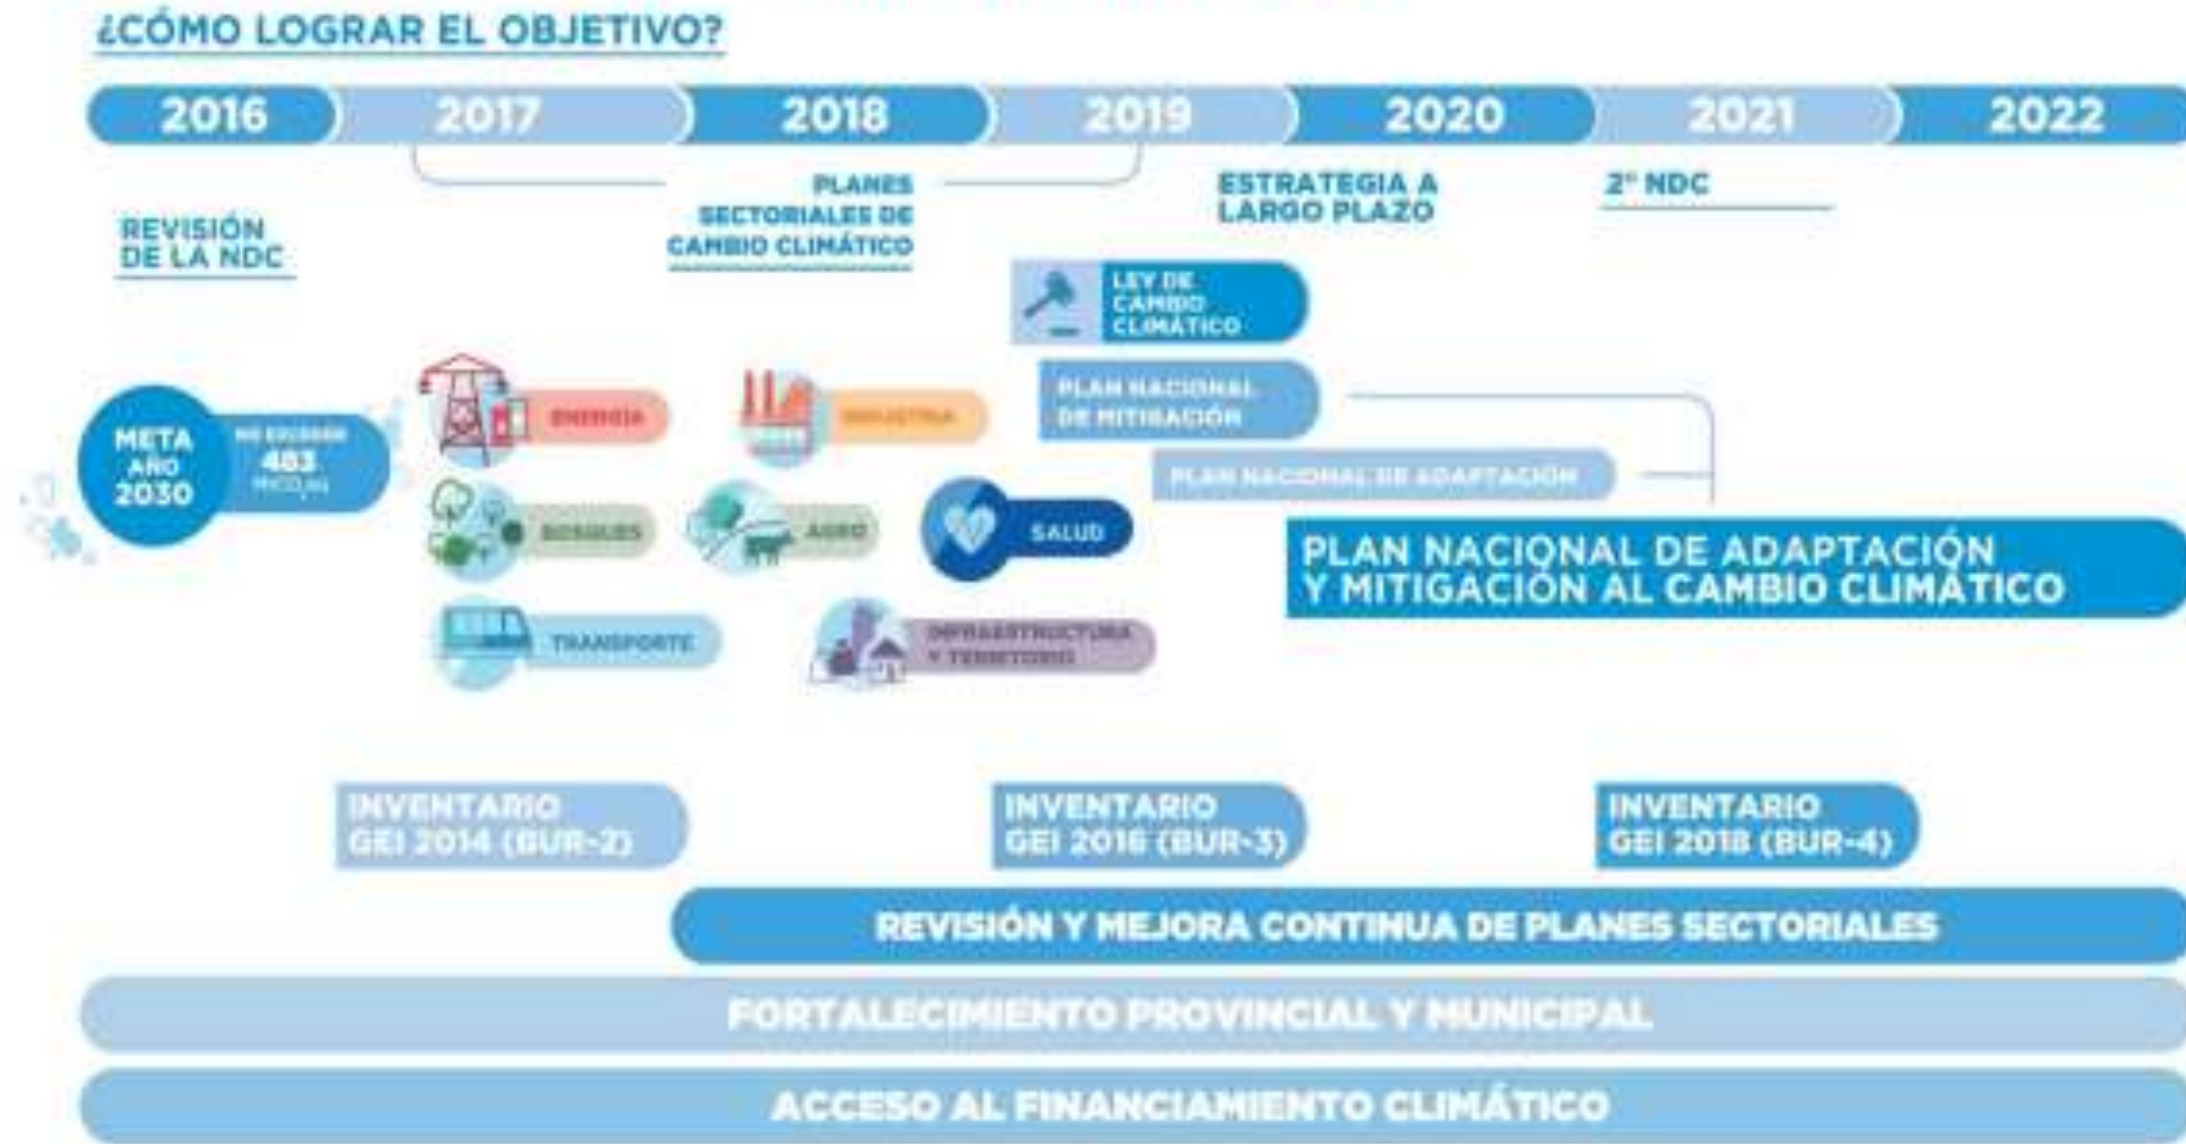 ¿CÓMO LOGRAR EL OBJETIVO?
2016 2017 2018 2019 2020 2021 2022
REVISIÓN
DE LA NDC
PLANES
SECTORIALES DE
CAMBIO CLIMÁTICO
ESTRATEGIA A
LARGO PLAZO
2° NDC
LEY DE
CAMBIO
CLIMÁTICO
META
AÑO
2030
NO EXCEDER
483
MtCO₂eq
ENERGÍA
INDUSTRIA
PLAN NACIONAL
DE MITIGACIÓN
PLAN NACIONAL DE ADAPTACIÓN
BOSQUES
AGRO
SALUD
PLAN NACIONAL DE ADAPTACIÓN
Y MITIGACIÓN AL CAMBIO CLIMÁTICO
TRANSPORTE
INFRAESTRUCTURA
Y TERRITORIO
INVENTARIO
GEI 2014 (BUR-2)
INVENTARIO
GEI 2016 (BUR-3)
INVENTARIO
GEI 2018 (BUR-4)
REVISIÓN Y MEJORA CONTINUA DE PLANES SECTORIALES
FORTALECIMIENTO PROVINCIAL Y MUNICIPAL
ACCESO AL FINANCIAMIENTO CLIMÁTICO